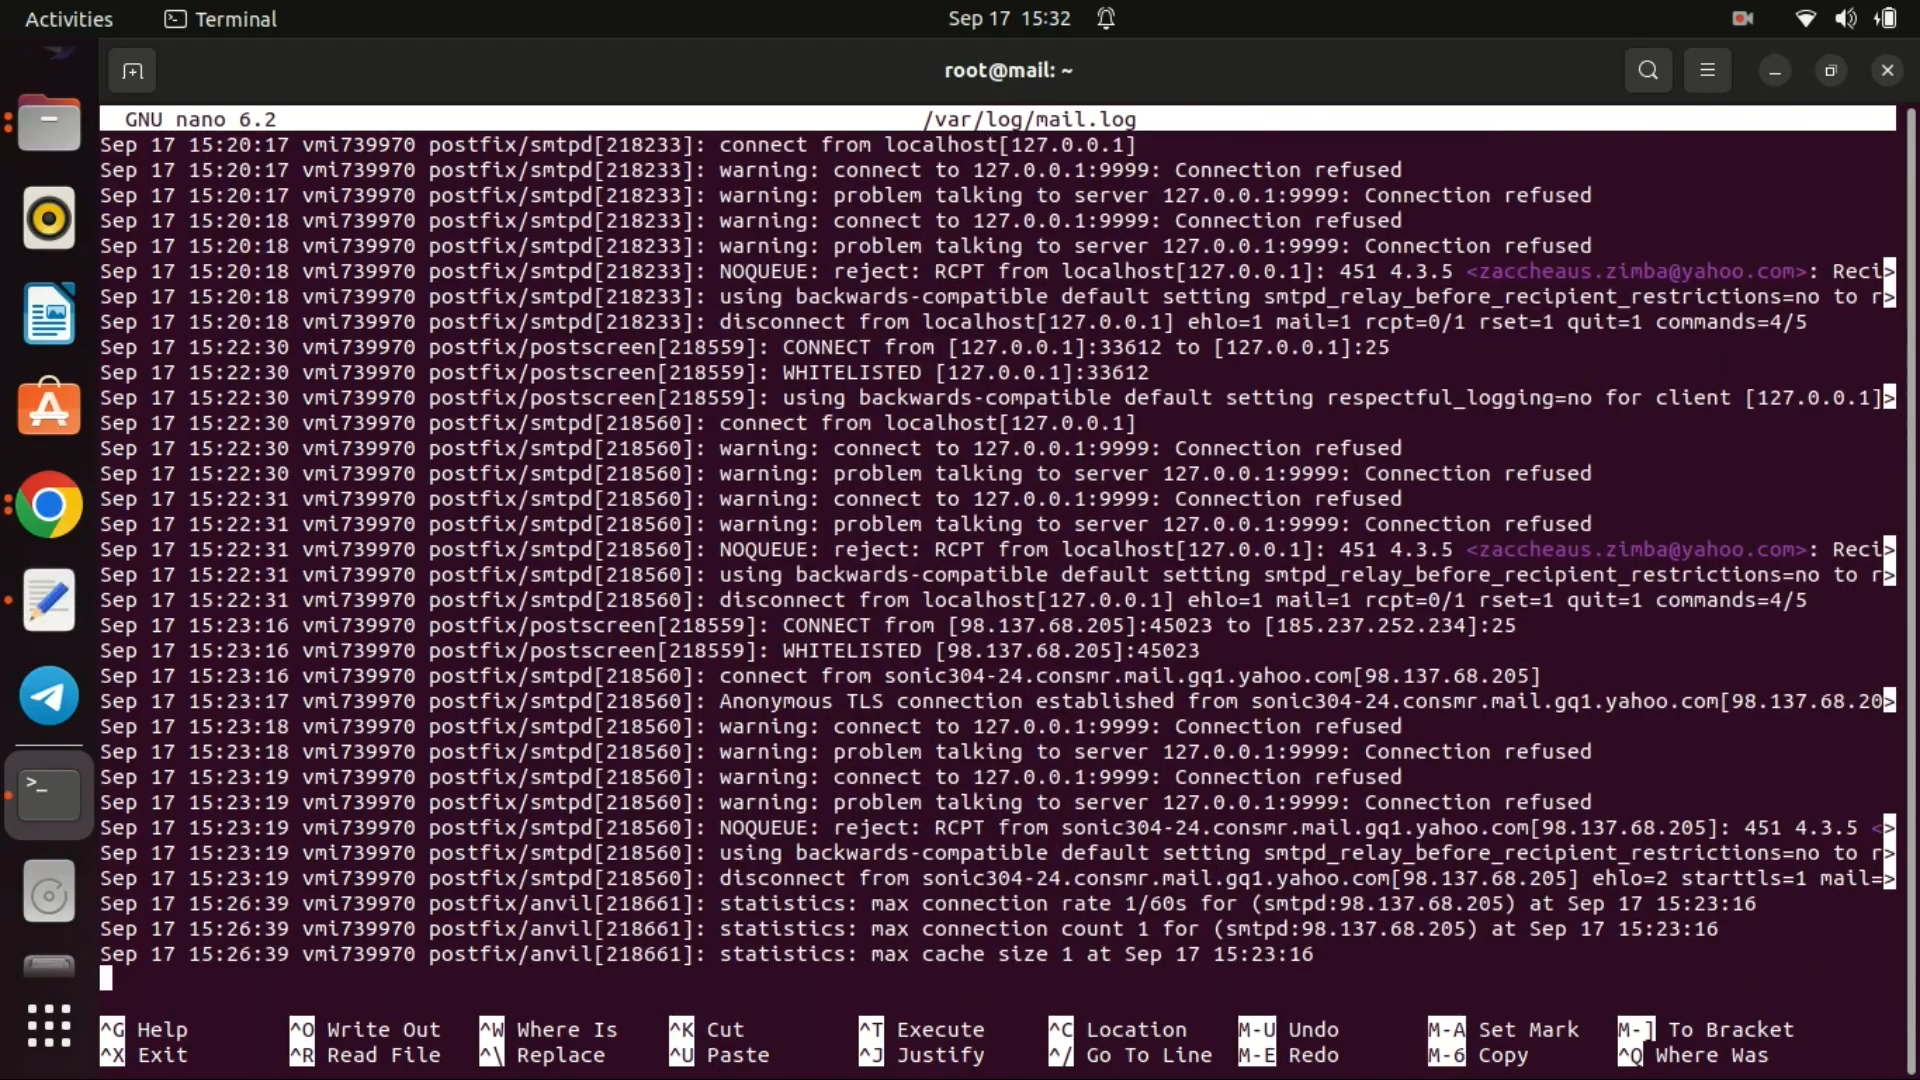 Activities
Terminal
Sep 17 15:32
root@mail: ~
GNU nano 6.2 /var/log/mail.log
Sep 17 15:20:17 vmi739970 postfix/smtpd[218233]: connect from localhost[127.0.0.1]
Sep 17 15:20:17 vmi739970 postfix/smtpd[218233]: warning: connect to 127.0.0.1:9999: Connection refused
Sep 17 15:20:17 vmi739970 postfix/smtpd[218233]: warning: problem talking to server 127.0.0.1:9999: Connection refused
Sep 17 15:20:18 vmi739970 postfix/smtpd[218233]: warning: connect to 127.0.0.1:9999: Connection refused
Sep 17 15:20:18 vmi739970 postfix/smtpd[218233]: warning: problem talking to server 127.0.0.1:9999: Connection refused
Sep 17 15:20:18 vmi739970 postfix/smtpd[218233]: NOQUEUE: reject: RCPT from localhost[127.0.0.1]: 451 4.3.5 <zaccheaus.zimba@yahoo.com>: Reci>
Sep 17 15:20:18 vmi739970 postfix/smtpd[218233]: using backwards-compatible default setting smtpd_relay_before_recipient_restrictions=no to r>
Sep 17 15:20:18 vmi739970 postfix/smtpd[218233]: disconnect from localhost[127.0.0.1] ehlo=1 mail=1 rcpt=0/1 rset=1 quit=1 commands=4/5
Sep 17 15:22:30 vmi739970 postfix/postscreen[218559]: CONNECT from [127.0.0.1]:33612 to [127.0.0.1]:25
Sep 17 15:22:30 vmi739970 postfix/postscreen[218559]: WHITELISTED [127.0.0.1]:33612
Sep 17 15:22:30 vmi739970 postfix/postscreen[218559]: using backwards-compatible default setting respectful_logging=no for client [127.0.0.1]>
Sep 17 15:22:30 vmi739970 postfix/smtpd[218560]: connect from localhost[127.0.0.1]
Sep 17 15:22:30 vmi739970 postfix/smtpd[218560]: warning: connect to 127.0.0.1:9999: Connection refused
Sep 17 15:22:30 vmi739970 postfix/smtpd[218560]: warning: problem talking to server 127.0.0.1:9999: Connection refused
Sep 17 15:22:31 vmi739970 postfix/smtpd[218560]: warning: connect to 127.0.0.1:9999: Connection refused
Sep 17 15:22:31 vmi739970 postfix/smtpd[218560]: warning: problem talking to server 127.0.0.1:9999: Connection refused
Sep 17 15:22:31 vmi739970 postfix/smtpd[218560]: NOQUEUE: reject: RCPT from localhost[127.0.0.1]: 451 4.3.5 <zaccheaus.zimba@yahoo.com>: Reci>
Sep 17 15:22:31 vmi739970 postfix/smtpd[218560]: using backwards-compatible default setting smtpd_relay_before_recipient_restrictions=no to r>
Sep 17 15:22:31 vmi739970 postfix/smtpd[218560]: disconnect from localhost[127.0.0.1] ehlo=1 mail=1 rcpt=0/1 rset=1 quit=1 commands=4/5
Sep 17 15:23:16 vmi739970 postfix/postscreen[218559]: CONNECT from [98.137.68.205]:45023 to [185.237.252.234]:25
Sep 17 15:23:16 vmi739970 postfix/postscreen[218559]: WHITELISTED [98.137.68.205]:45023
Sep 17 15:23:16 vmi739970 postfix/smtpd[218560]: connect from sonic304-24.consmr.mail.gq1.yahoo.com[98.137.68.205]
Sep 17 15:23:17 vmi739970 postfix/smtpd[218560]: Anonymous TLS connection established from sonic304-24.consmr.mail.gq1.yahoo.com[98.137.68.20>
Sep 17 15:23:18 vmi739970 postfix/smtpd[218560]: warning: connect to 127.0.0.1:9999: Connection refused
Sep 17 15:23:18 vmi739970 postfix/smtpd[218560]: warning: problem talking to server 127.0.0.1:9999: Connection refused
Sep 17 15:23:19 vmi739970 postfix/smtpd[218560]: warning: connect to 127.0.0.1:9999: Connection refused
Sep 17 15:23:19 vmi739970 postfix/smtpd[218560]: warning: problem talking to server 127.0.0.1:9999: Connection refused
Sep 17 15:23:19 vmi739970 postfix/smtpd[218560]: NOQUEUE: reject: RCPT from sonic304-24.consmr.mail.gq1.yahoo.com[98.137.68.205]: 451 4.3.5 <>
Sep 17 15:23:19 vmi739970 postfix/smtpd[218560]: using backwards-compatible default setting smtpd_relay_before_recipient_restrictions=no to r>
Sep 17 15:23:19 vmi739970 postfix/smtpd[218560]: disconnect from sonic304-24.consmr.mail.gq1.yahoo.com[98.137.68.205] ehlo=2 starttls=1 mail=>
Sep 17 15:26:39 vmi739970 postfix/anvil[218661]: statistics: max connection rate 1/60s for (smtpd:98.137.68.205) at Sep 17 15:23:16
Sep 17 15:26:39 vmi739970 postfix/anvil[218661]: statistics: max connection count 1 for (smtpd:98.137.68.205) at Sep 17 15:23:16
Sep 17 15:26:39 vmi739970 postfix/anvil[218661]: statistics: max cache size 1 at Sep 17 15:23:16
^G Help ^O Write Out ^W Where Is ^K Cut ^T Execute ^C Location M-U Undo M-A Set Mark M-] To Bracket
^X Exit ^R Read File ^\ Replace ^U Paste ^J Justify ^/ Go To Line M-E Redo M-6 Copy ^Q Where Was